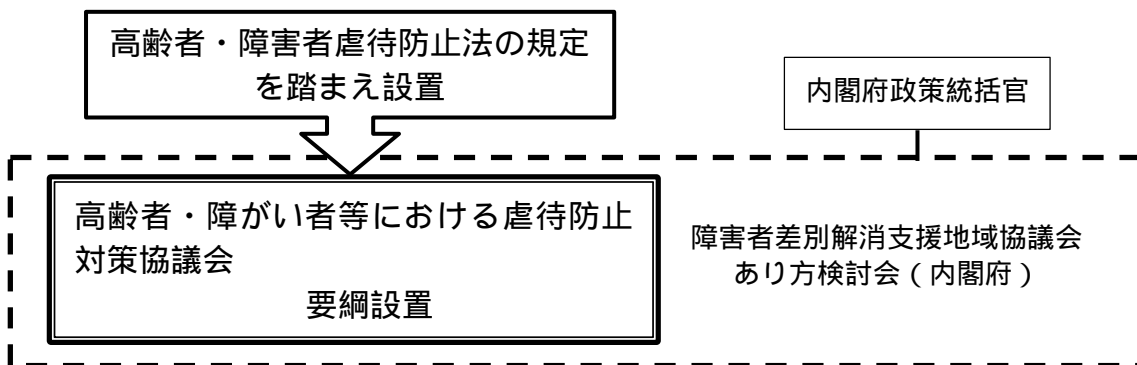 高齢者・障害者虐待防止法の規定
を踏まえ設置
内閣府政策統括官
高齢者・障がい者等における虐待防止
対策協議会
要綱設置
障害者差別解消支援地域協議会
あり方検討会（内閣府）